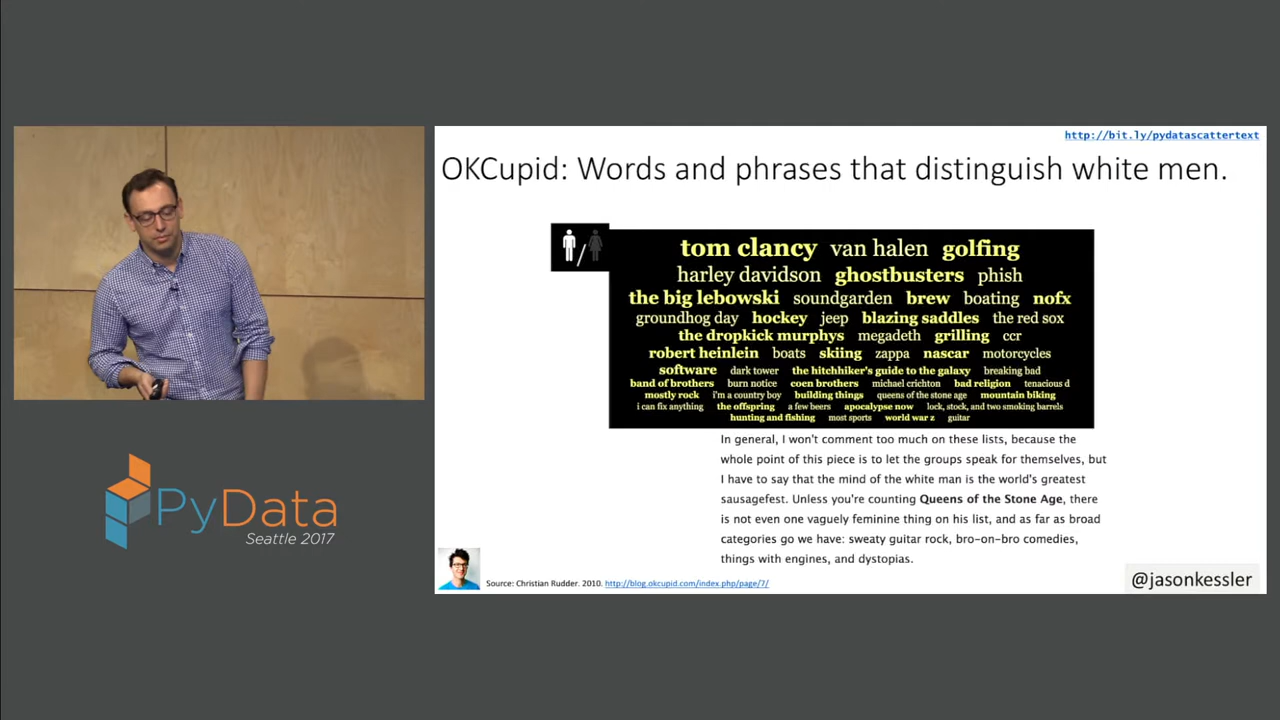 http://bit.ly/pydatascattertext
OKCupid: Words and phrases that distinguish white men.
tom clancy van halen golfing
harley davidson ghostbusters phish
the big lebowski soundgarden brew boating nofx
groundhog day hockey jeep blazing saddles the red sox
the dropkick murphys megadeth grilling ccr
robert heinlein boats skiing zappa nascar motorcycles
software dark tower the hitchhiker's guide to the galaxy breaking bad
band of brothers burn notice coen brothers michael crichton bad religion tenacious d
mostly rock i'm a country boy building things queens of the stone age mountain biking
i can fix anything the offspring a few beers apocalypse now lock, stock, and two smoking barrels
hunting and fishing most sports world war z guitar
In general, I won't comment too much on these lists, because the
whole point of this piece is to let the groups speak for themselves, but
I have to say that the mind of the white man is the world's greatest
sausagefest. Unless you're counting Queens of the Stone Age, there
is not even one vaguely feminine thing on his list, and as far as broad
categories go we have: sweaty guitar rock, bro-on-bro comedies,
things with engines, and dystopias.
Source: Christian Rudder. 2010. http://blog.okcupid.com/index.php/page/7/
@jasonkessler
PyData
Seattle 2017